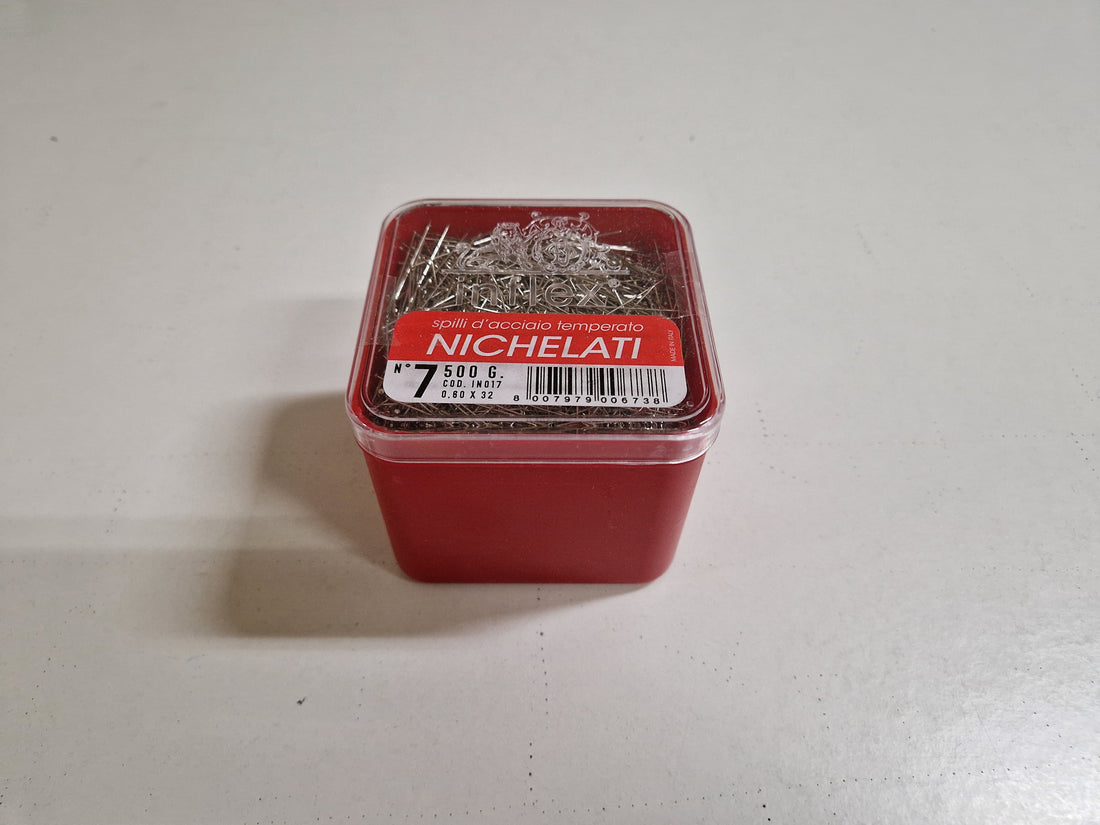 inflex®
spilli d'acciaio temperato
NICHELATI
MADE IN ITALY
N° 7 500 G.
COD. IN017
0,60 X 32
8 007979 006738